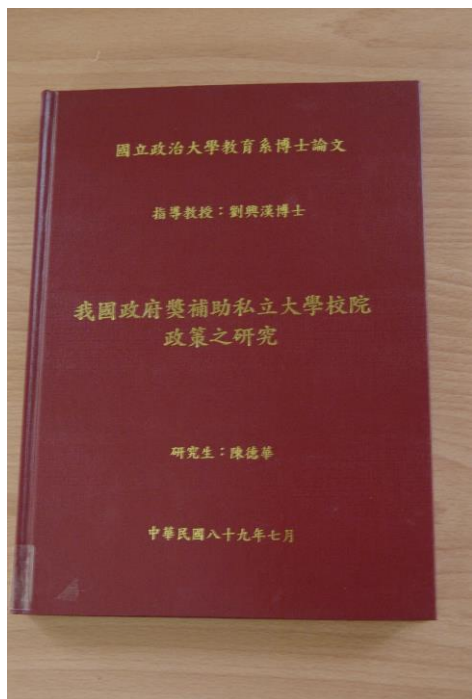 國立政治大學教育系博士論文
指導教授：劉興漢博士
我國政府獎補助私立大學校院
政策之研究
研究生：陳德華
中華民國八十九年七月